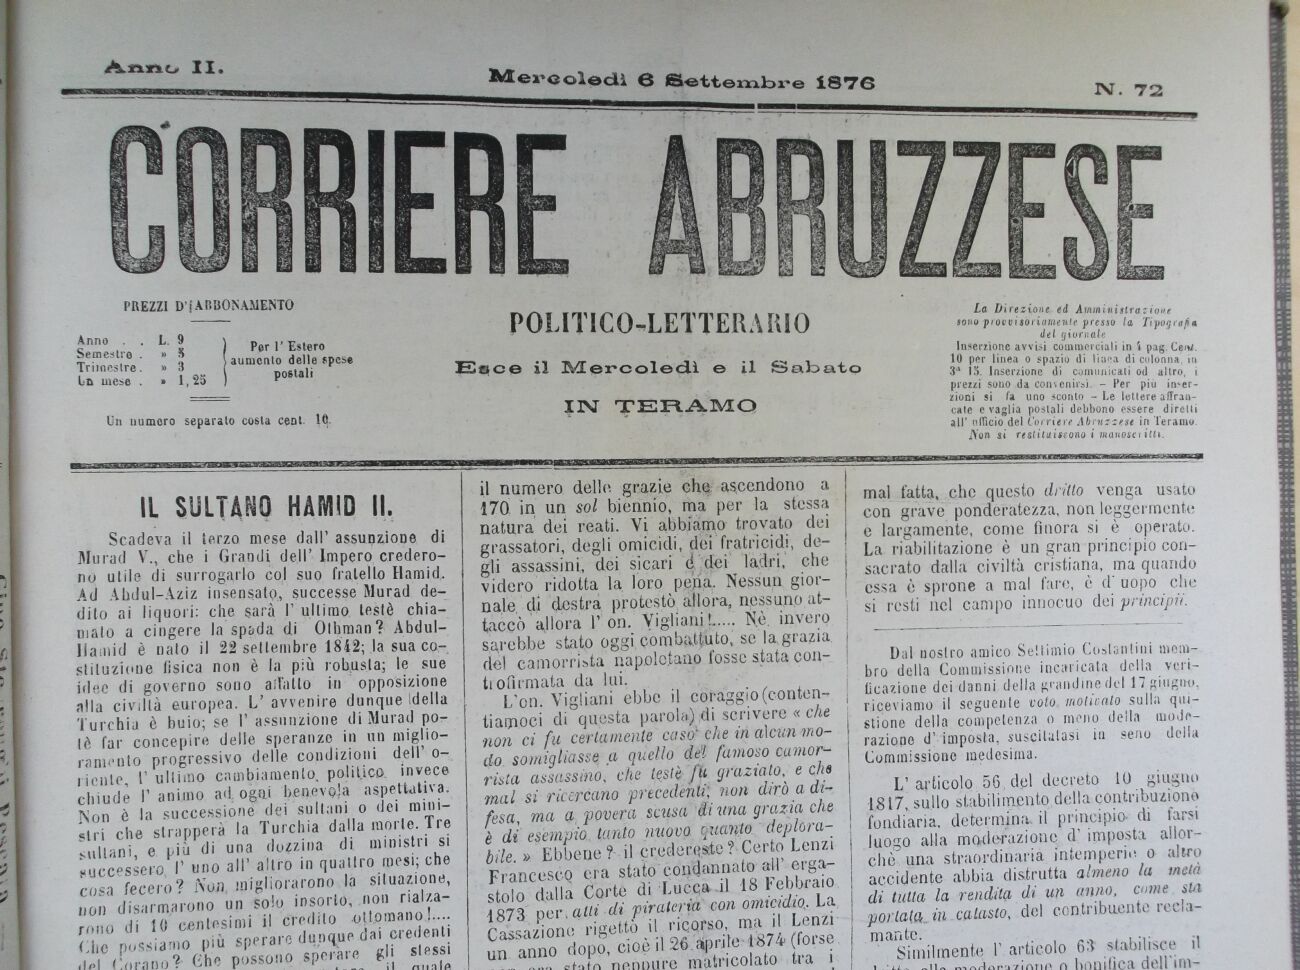 Anno II.
Mercoledì 6 Settembre 1876
N. 72
CORRIERE ABRUZZESE
PREZZI D'ABBONAMENTO
Anno . . L. 9
Semestre . » 5
Trimestre . » 3
Un mese . » 1,25
Per l'Estero
aumento delle spese
postali
Un numero separato costa cent. 10.
POLITICO-LETTERARIO
Esce il Mercoledì e il Sabato
IN TERAMO
La Direzione ed Amministrazione
sono provvisoriamente presso la Tipografia
del giornale
Inserzione avvisi commerciali in 4 pag. Cent.
10 per linea o spazio di linea di colonna, in
3ª 15. Inserzione di comunicati od altro, i
prezzi sono da convenirsi. — Per più inser-
zioni si fa uno sconto — Le lettere affran-
cate e vaglia postali debbono essere diretti
all'ufficio del Corriere Abruzzese in Teramo.
Non si restituiscono i manoscritti.
IL SULTANO HAMID II.
Scadeva il terzo mese dall'assunzione di
Murad V., che i Grandi dell'Impero credero-
no utile di surrogarlo col suo fratello Hamid.
Ad Abdul-Aziz insensato, successe Murad de-
dito ai liquori: che sarà l'ultimo testè chia-
mato a cingere la spada di Othman? Abdul-
Hamid è nato il 22 settembre 1842; la sua co-
stituzione fisica non è la più robusta; le sue
idee di governo sono affatto in opposizione
alla civiltà europea. L'avvenire dunque della
Turchia è buio; se l'assunzione di Murad po-
tè far concepire delle speranze in un miglio-
ramento progressivo delle condizioni dell'o-
riente, l'ultimo cambiamento politico invece
chiude l'animo ad ogni benevola aspettativa.
Non è la successione dei sultani o dei mini-
stri che strapperà la Turchia dalla morte. Tre
sultani, e più di una dozzina di ministri si
successero l'uno all'altro in quattro mesi; che
cosa fecero? Non migliorarono la situazione,
non disarmarono un solo insorto, non rialza-
rono di 10 centesimi il credito ottomano!....
Che possiamo più sperare dunque dai credenti
del Corano? Che possono sperare gli stessi
il quale
il numero delle grazie che ascendono a
170 in un sol biennio, ma per la stessa
natura dei reati. Vi abbiamo trovato dei
grassatori, degli omicidi, dei fratricidi, de-
gli assassini, dei sicari e dei ladri, che
videro ridotta la loro pena. Nessun gior-
nale di destra protestò allora, nessuno at-
taccò allora l'on. Vigliani!.... Nè invero
sarebbe stato oggi combattuto, se la grazia
del camorrista napoletano fosse stata con-
trofirmata da lui.
L'on. Vigliani ebbe il coraggio (conten-
tiamoci di questa parola) di scrivere « che
non ci fu certamente caso che in alcun mo-
do somigliasse a quello del famoso camor-
rista assassino, che testè fu graziato, e che
mal si ricercano precedenti, non dirò a di-
fesa, ma a povera scusa di una grazia che
è di esempio tanto nuovo quanto deplora-
bile. » Ebbene? il credereste? Certo Lenzi
Francesco era stato condannato all'erga-
stolo dalla Corte di Lucca il 18 Febbraio
1873 per atti di pirateria con omicidio. La
Cassazione rigettò il ricorso, ma il Lenzi
un anno dopo, cioè il 26 aprile 1874 (forse
non era stato neppure matricolato tra i
mal fatta, che questo dritto venga usato
con grave ponderatezza, non leggermente
e largamente, come finora si è operato.
La riabilitazione è un gran principio con-
sacrato dalla civiltà cristiana, ma quando
essa è sprone a mal fare, è d'uopo che
si resti nel campo innocuo dei principii.
Dal nostro amico Settimio Costantini mem-
bro della Commissione incaricata della veri-
ficazione dei danni della grandine del 17 giugno,
riceviamo il seguente voto motivato sulla qui-
stione della competenza o meno della mode-
razione d'imposta, suscitatasi in seno della
Commissione medesima.
L'articolo 56 del decreto 10 giugno
1817, sullo stabilimento della contribuzione
fondiaria, determina il principio di farsi
luogo alla moderazione d'imposta allor-
chè una straordinaria intemperie o altro
accidente abbia distrutta almeno la metà
di tutta la rendita di un anno, come sta
portata in catasto, del contribuente recla-
mante.
Similmente l'articolo 63 stabilisce il
dritto alla moderazione o bonifica dell'im-